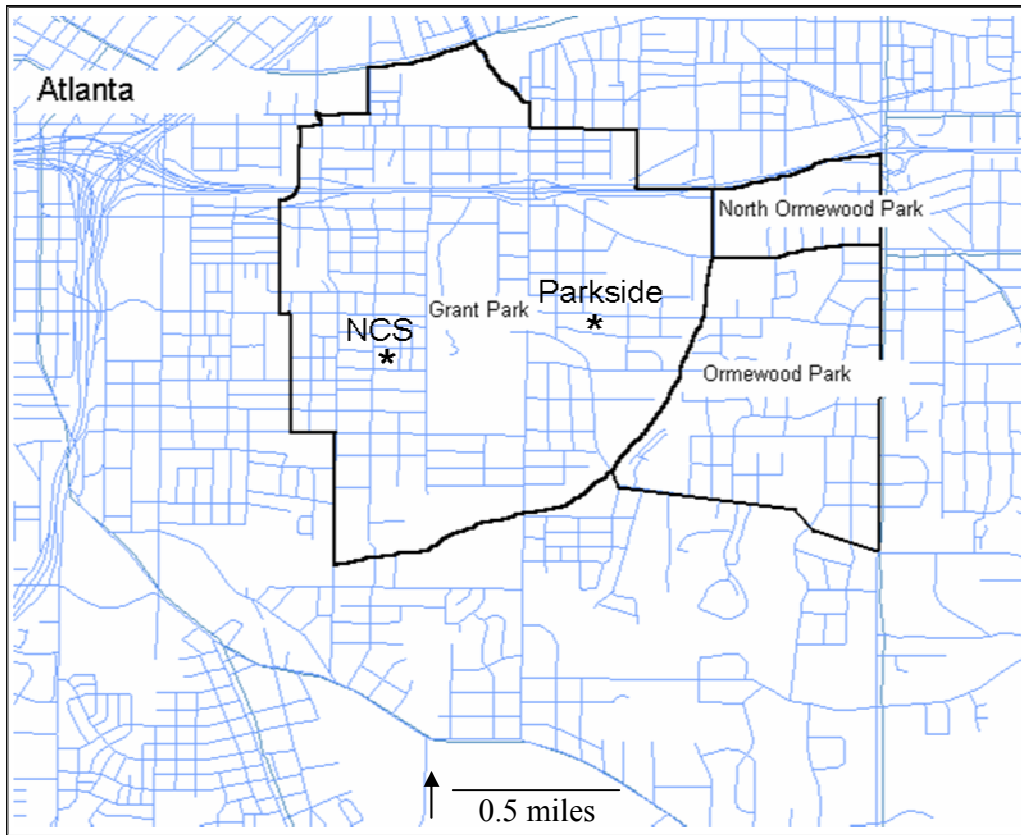 Atlanta
North Ormewood Park
Parkside
*
Grant Park
NCS
*
Ormewood Park
0.5 miles